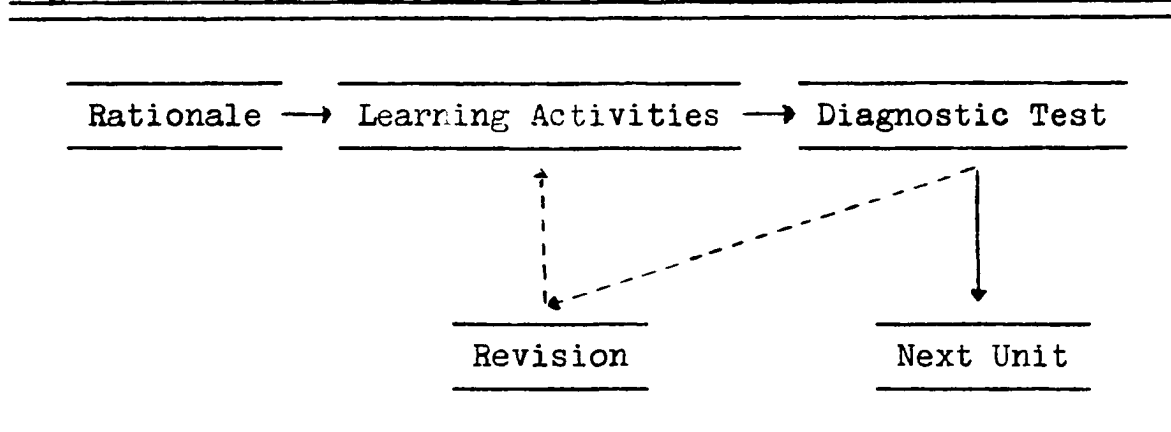 Rationale → Learning Activities → Diagnostic Test
Revision
Next Unit